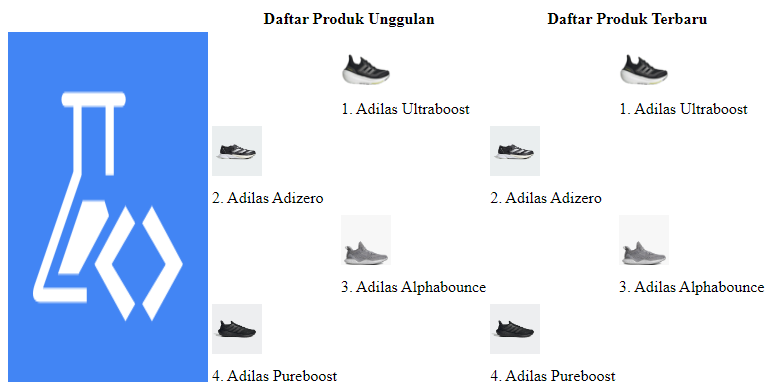 Daftar Produk Unggulan
1. Adilas Ultraboost
2. Adilas Adizero
3. Adilas Alphabounce
4. Adilas Pureboost
Daftar Produk Terbaru
1. Adilas Ultraboost
2. Adilas Adizero
3. Adilas Alphabounce
4. Adilas Pureboost